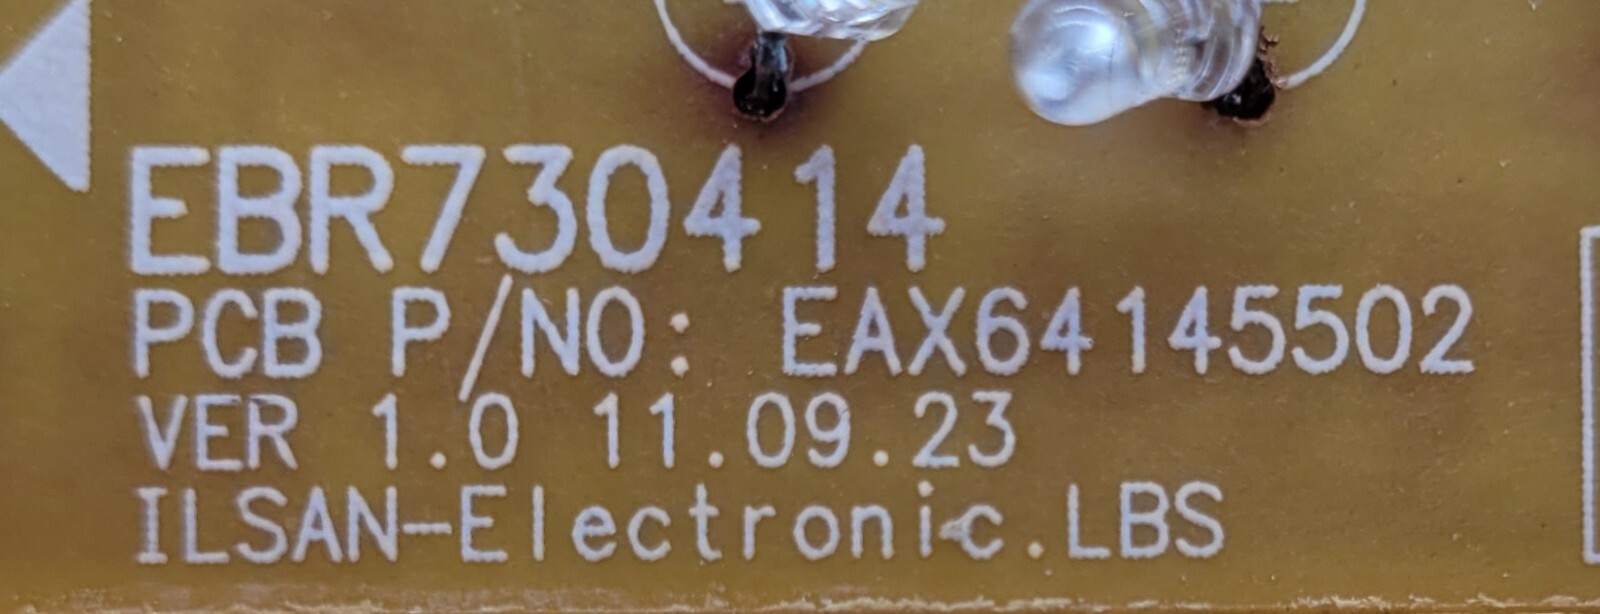 EBR730414
PCB P/NO: EAX64145502
VER 1.0 11.09.23
ILSAN-Electronic.LBS